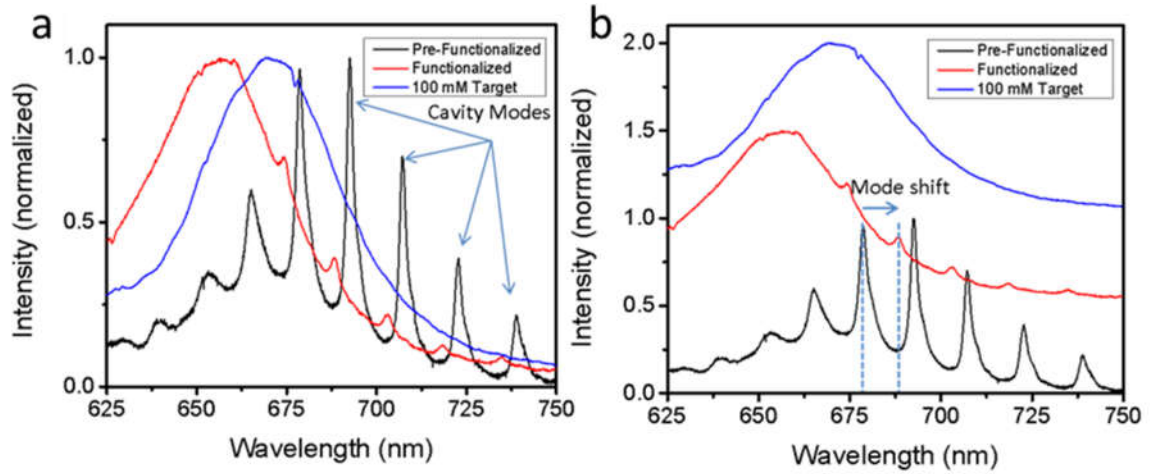 a
Pre-Functionalized
Functionalized
100 mM Target
Cavity Modes
1.0
0.5
0.0
Intensity (normalized)
625 650 675 700 725 750
Wavelength (nm)
b
Pre-Functionalized
Functionalized
100 mM Target
Mode shift
2.0
1.5
1.0
0.5
0.0
Intensity (normalized)
625 650 675 700 725 750
Wavelength (nm)